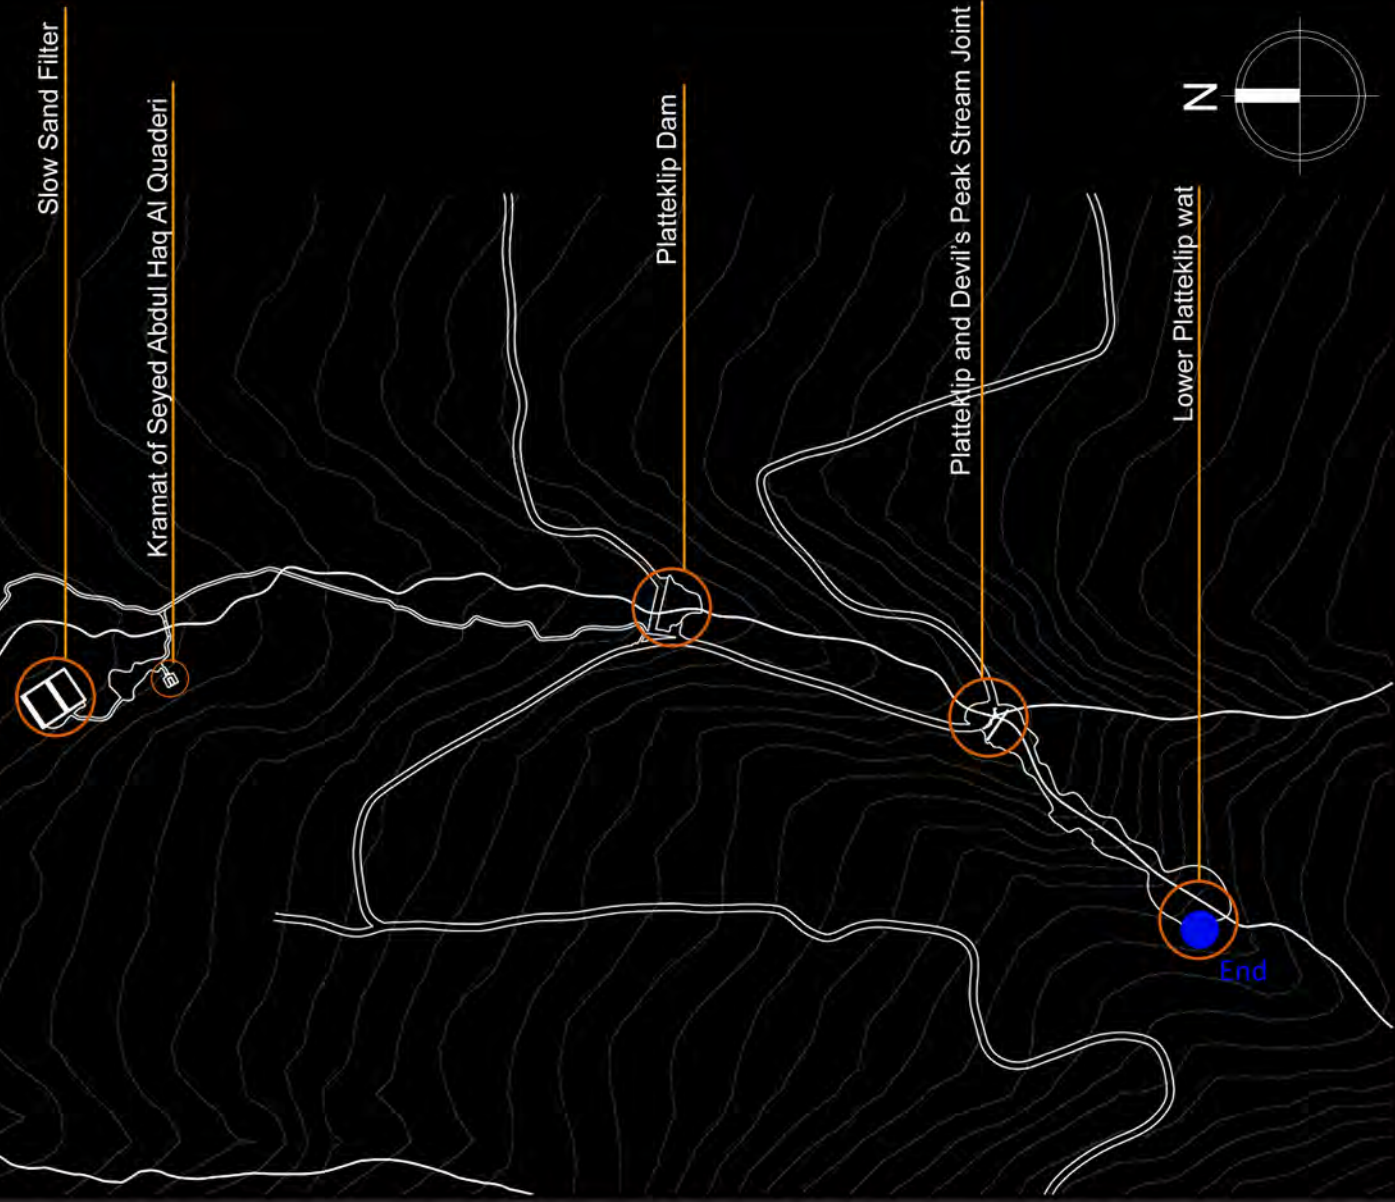 Slow Sand Filter
Kramat of Seyed Abdul Haq Al Quaderi
Platteklip Dam
Platteklip and Devil's Peak Stream Joint
Lower Platteklip wat
N
End